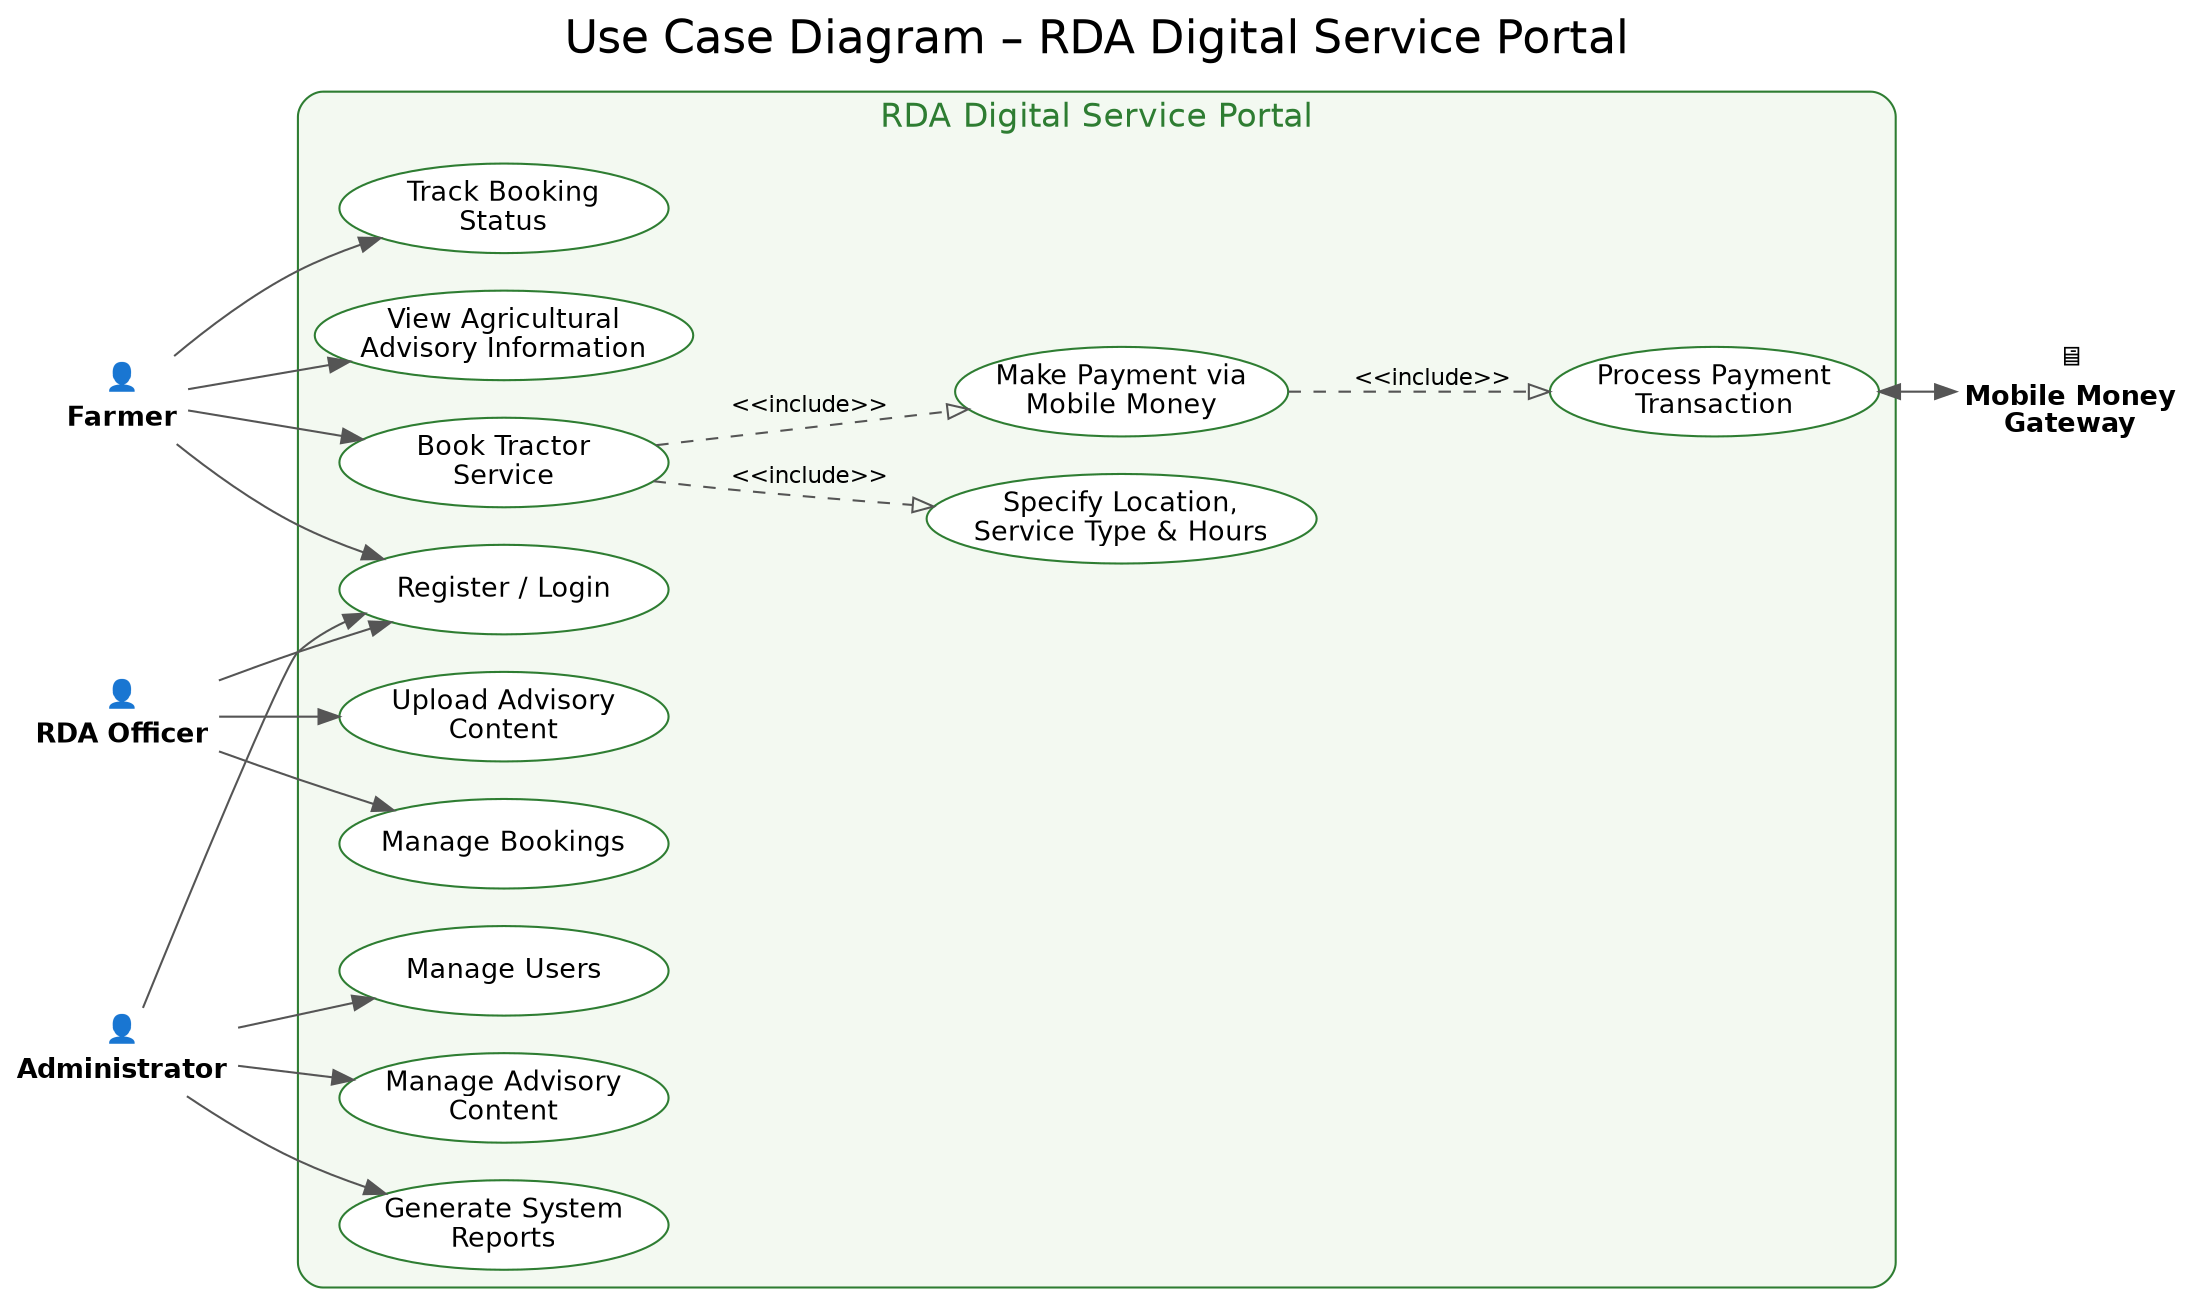 Use Case Diagram – RDA Digital Service Portal
RDA Digital Service Portal
Track Booking
Status
View Agricultural
Advisory Information
Farmer
Book Tractor
Service
<<include>>
<<include>>
Make Payment via
Mobile Money
<<include>>
Process Payment
Transaction
Mobile Money
Gateway
Specify Location,
Service Type & Hours
Register / Login
RDA Officer
Upload Advisory
Content
Manage Bookings
Manage Users
Administrator
Manage Advisory
Content
Generate System
Reports